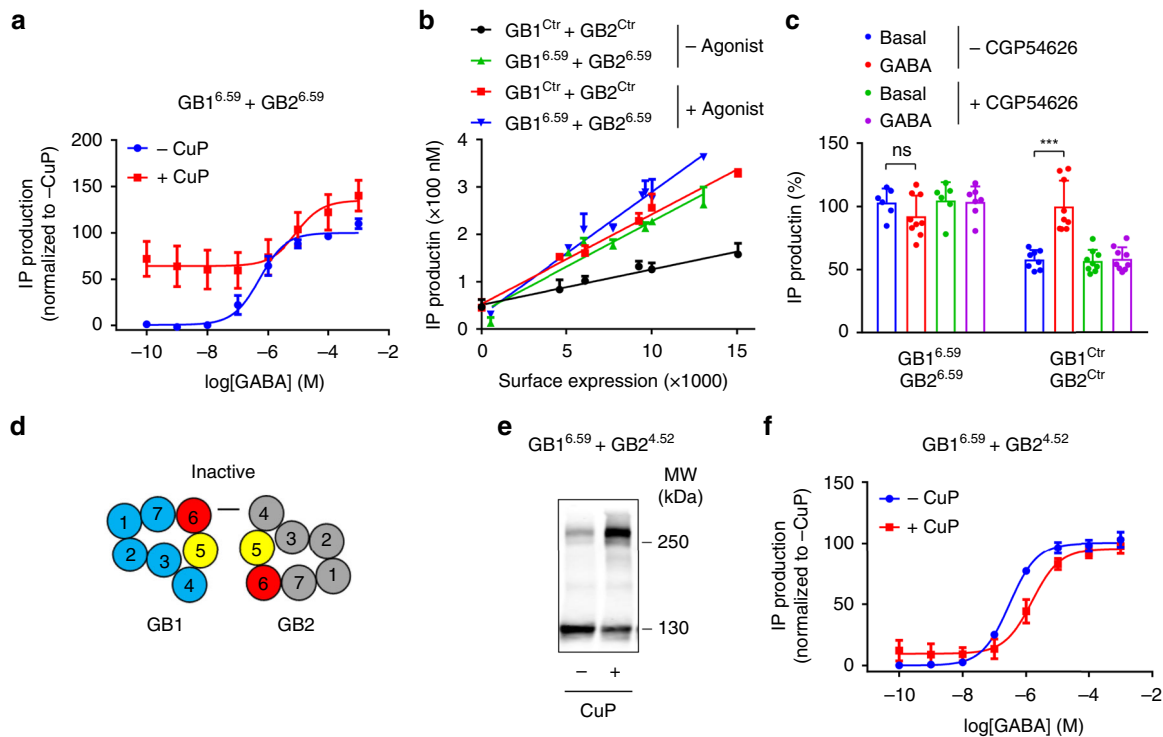 a
GB1^6.59 + GB2^6.59
– CuP
+ CuP
200
150
100
50
0
IP production
(normalized to –CuP)
–10 –8 –6 –4 –2
log[GABA] (M)
b
GB1^Ctr + GB2^Ctr
GB1^6.59 + GB2^6.59
– Agonist
GB1^Ctr + GB2^Ctr
GB1^6.59 + GB2^6.59
+ Agonist
4
3
2
1
0
IP productin (×100 nM)
0 5 10 15
Surface expression (×1000)
c
Basal
GABA
– CGP54626
Basal
GABA
+ CGP54626
ns
***
150
100
50
0
IP productin (%)
GB1^6.59
GB2^6.59
GB1^Ctr
GB2^Ctr
d
Inactive
1 7 6
2 3 5
4
4
5 3 2
6 7 1
GB1
GB2
e
GB1^6.59 + GB2^4.52
MW
(kDa)
250
130
– +
CuP
f
GB1^6.59 + GB2^4.52
– CuP
+ CuP
150
100
50
0
IP production
(normalized to –CuP)
–10 –8 –6 –4 –2
log[GABA] (M)